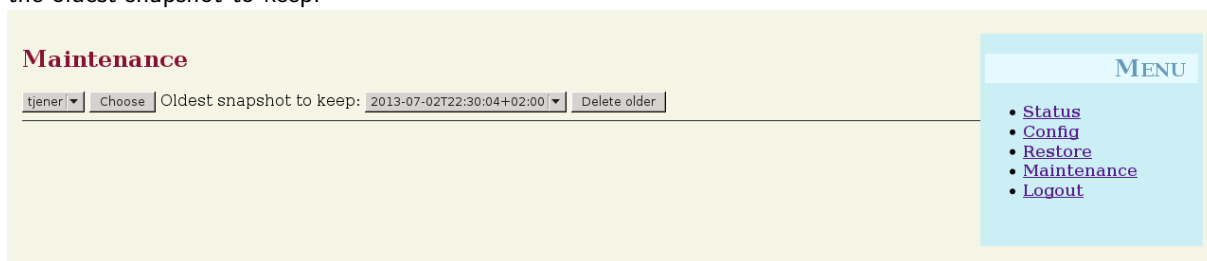 the oldest snapshot to keep.
Maintenance
tjener Choose Oldest snapshot to keep: 2013-07-02T22:30:04+02:00 Delete older
MENU
Status
Config
Restore
Maintenance
Logout